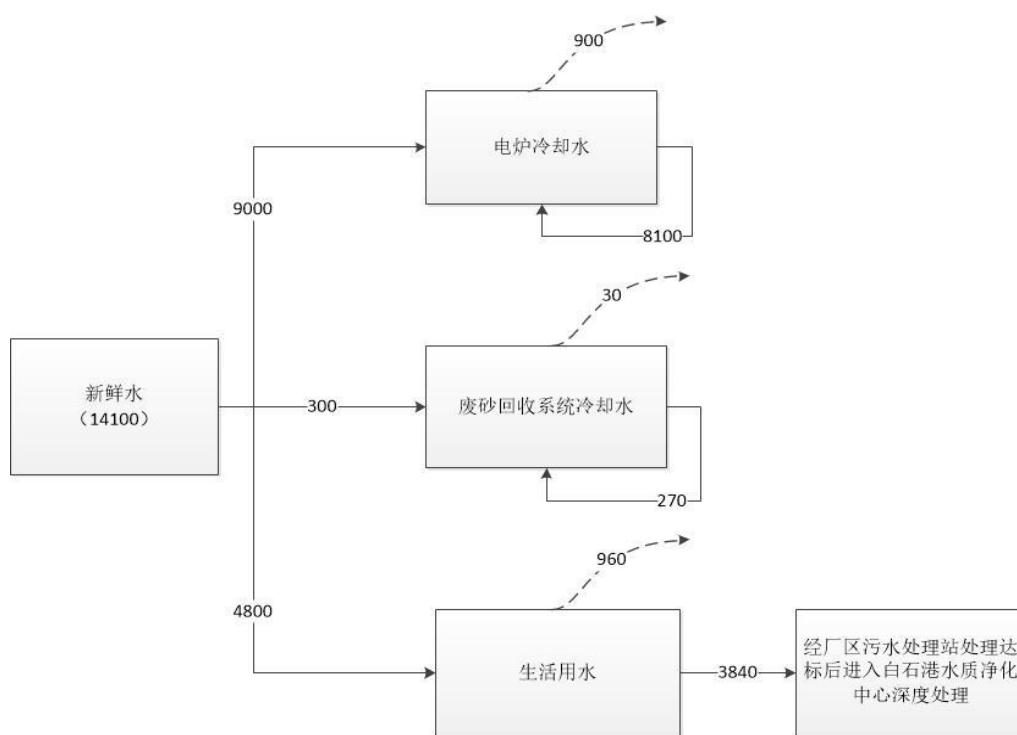 900
电炉冷却水
9000
8100
30
新鲜水
（14100）
300
废砂回收系统冷却水
270
960
4800
生活用水
3840
经厂区污水处理站处理达
标后进入白石港水质净化
中心深度处理